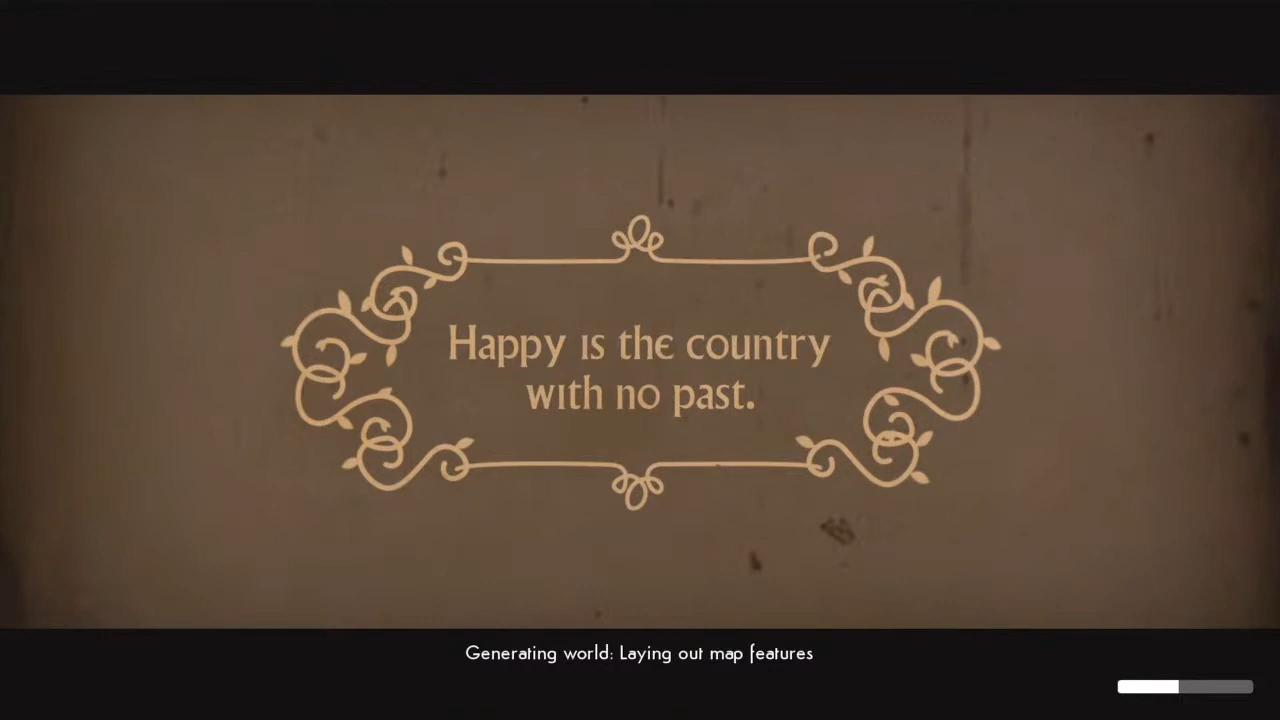 Happy is the country
with no past.
Generating world: Laying out map features